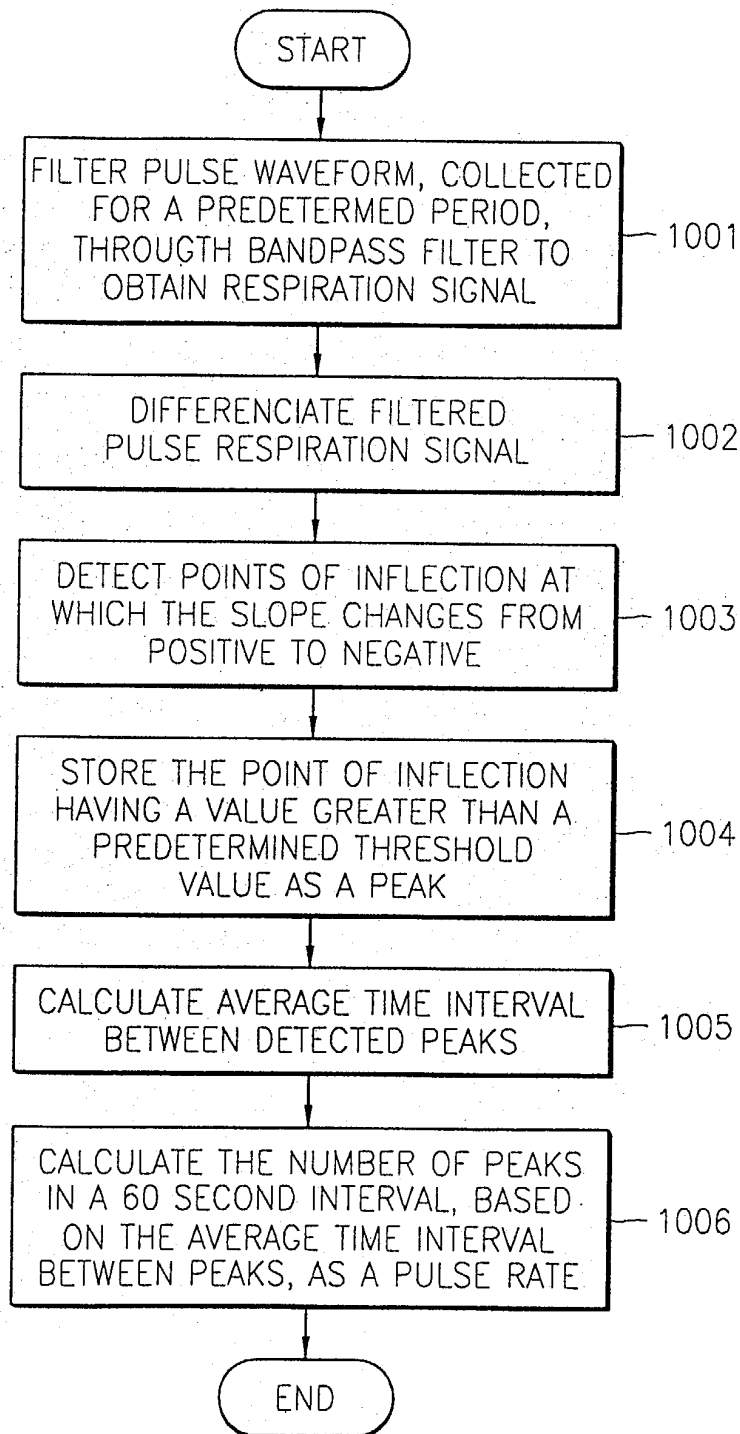 START
FILTER PULSE WAVEFORM, COLLECTED
FOR A PREDETERMED PERIOD,
THROUGTH BANDPASS FILTER TO
OBTAIN RESPIRATION SIGNAL
1001
DIFFERENCIATE FILTERED
PULSE RESPIRATION SIGNAL
1002
DETECT POINTS OF INFLECTION AT
WHICH THE SLOPE CHANGES FROM
POSITIVE TO NEGATIVE
1003
STORE THE POINT OF INFLECTION
HAVING A VALUE GREATER THAN A
PREDETERMINED THRESHOLD
VALUE AS A PEAK
1004
CALCULATE AVERAGE TIME INTERVAL
BETWEEN DETECTED PEAKS
1005
CALCULATE THE NUMBER OF PEAKS
IN A 60 SECOND INTERVAL, BASED
ON THE AVERAGE TIME INTERVAL
BETWEEN PEAKS, AS A PULSE RATE
1006
END